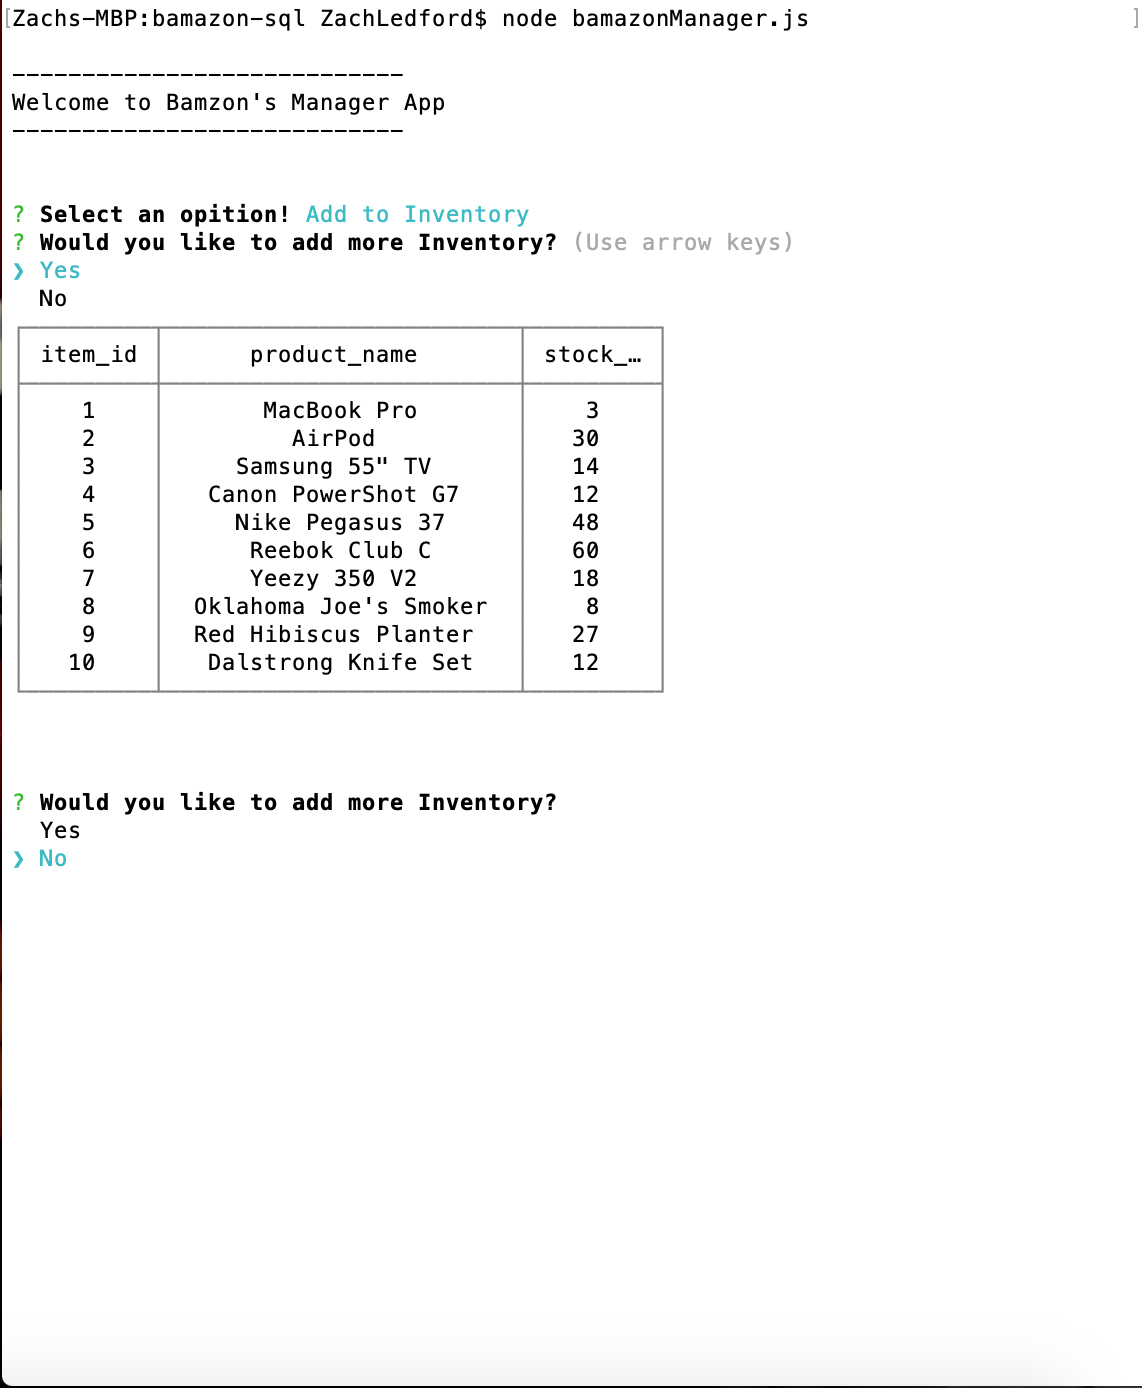 [Zachs-MBP:bamazon-sql ZachLedford$ node bamazonManager.js ]
----------------------------
Welcome to Bamzon's Manager App
----------------------------
? Select an opition! Add to Inventory
? Would you like to add more Inventory? (Use arrow keys)
❯ Yes
No
item_id product_name stock_…
1 MacBook Pro 3
2 AirPod 30
3 Samsung 55" TV 14
4 Canon PowerShot G7 12
5 Nike Pegasus 37 48
6 Reebok Club C 60
7 Yeezy 350 V2 18
8 Oklahoma Joe's Smoker 8
9 Red Hibiscus Planter 27
10 Dalstrong Knife Set 12
? Would you like to add more Inventory?
Yes
❯ No